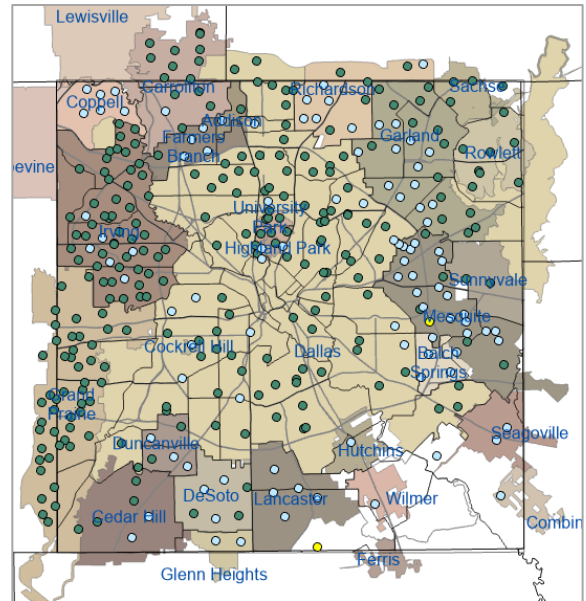 Lewisville
Carrollton
Coppell
Richardson
Sachse
Addison
Farmers
Branch
Garland
Rowlett
evine
Irving
University
Park
Highland Park
Sunnyvale
Mesquite
Cockrell Hill
Dallas
Balch
Springs
Grand
Prairie
Duncanville
Seagoville
Hutchins
DeSoto
Lancaster
Wilmer
Cedar Hill
Combin
Ferris
Glenn Heights